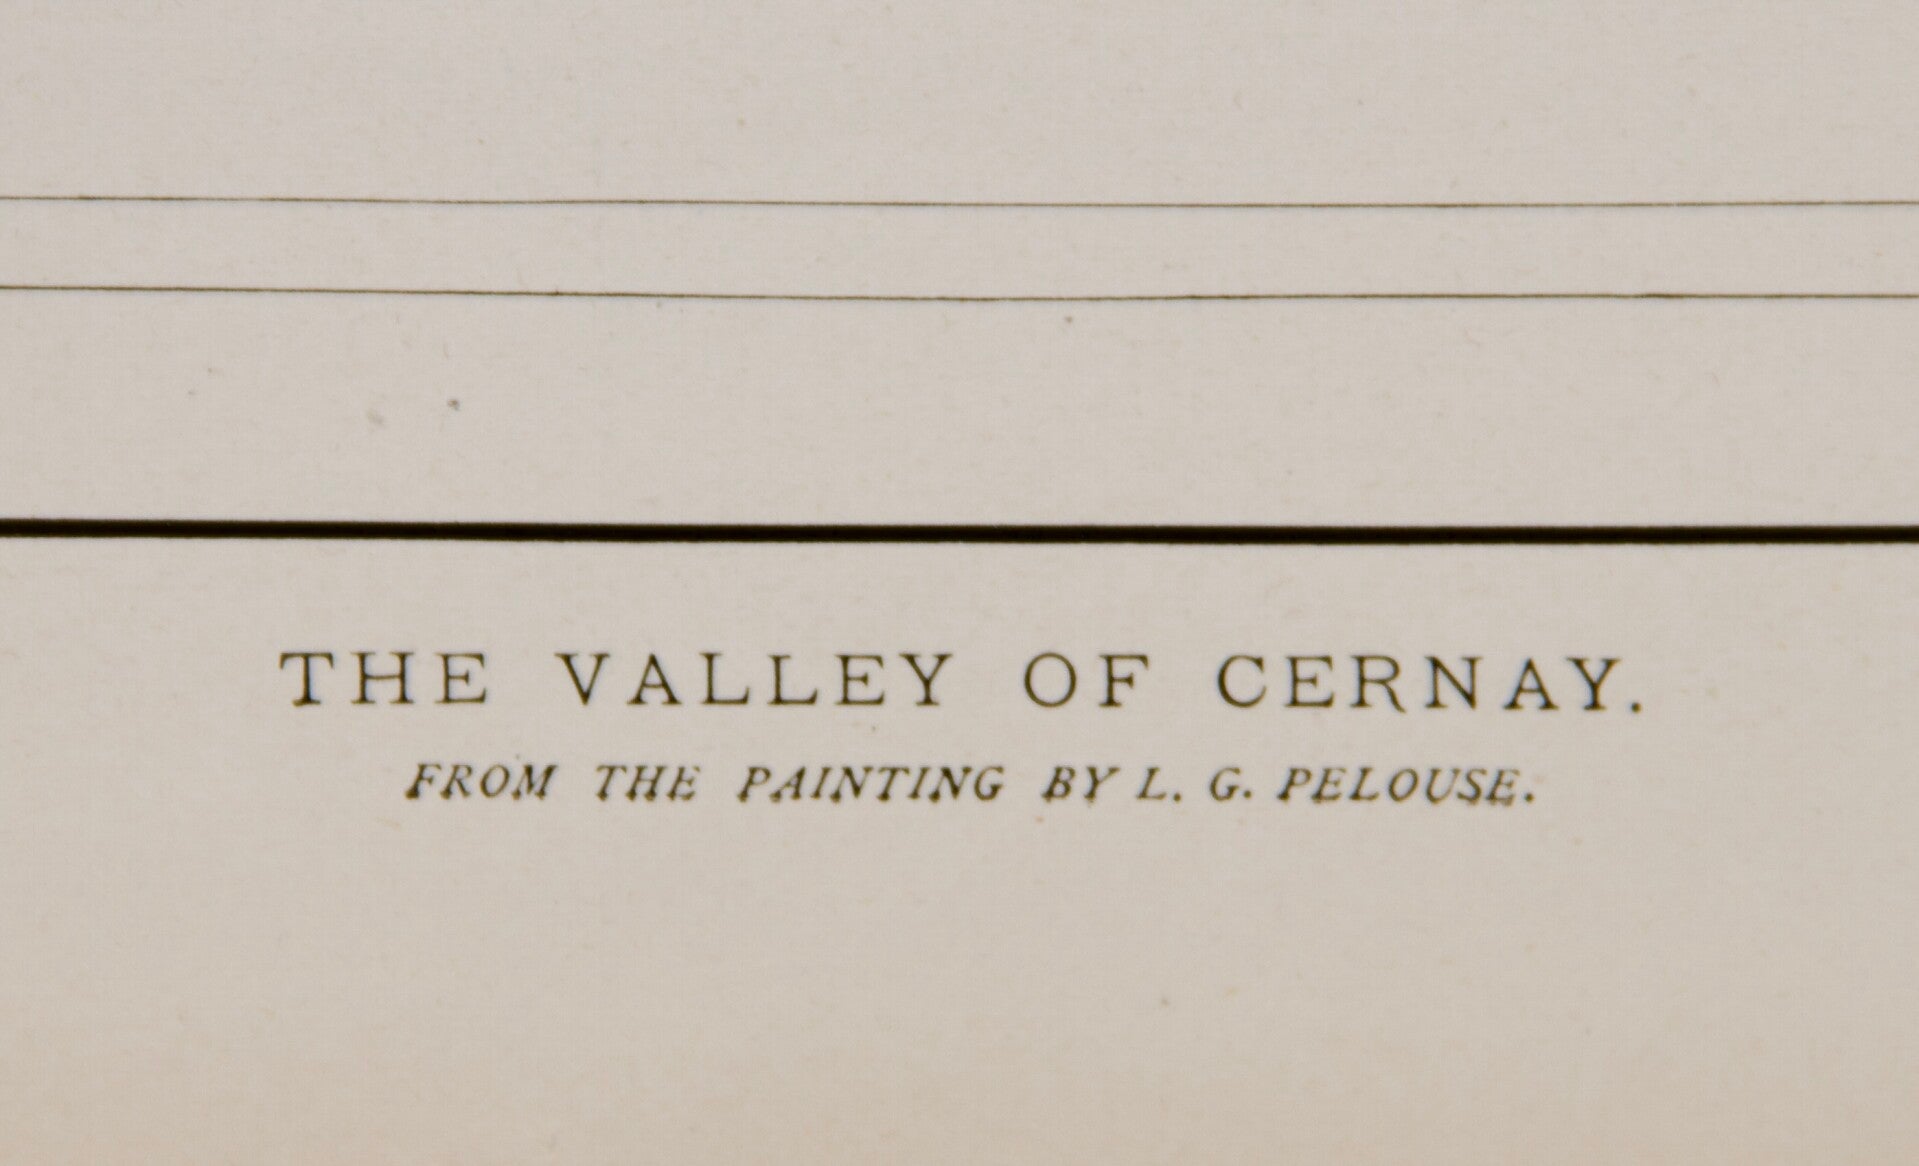 THE VALLEY OF CERNAY.
FROM THE PAINTING BY L. G. PELOUSE.